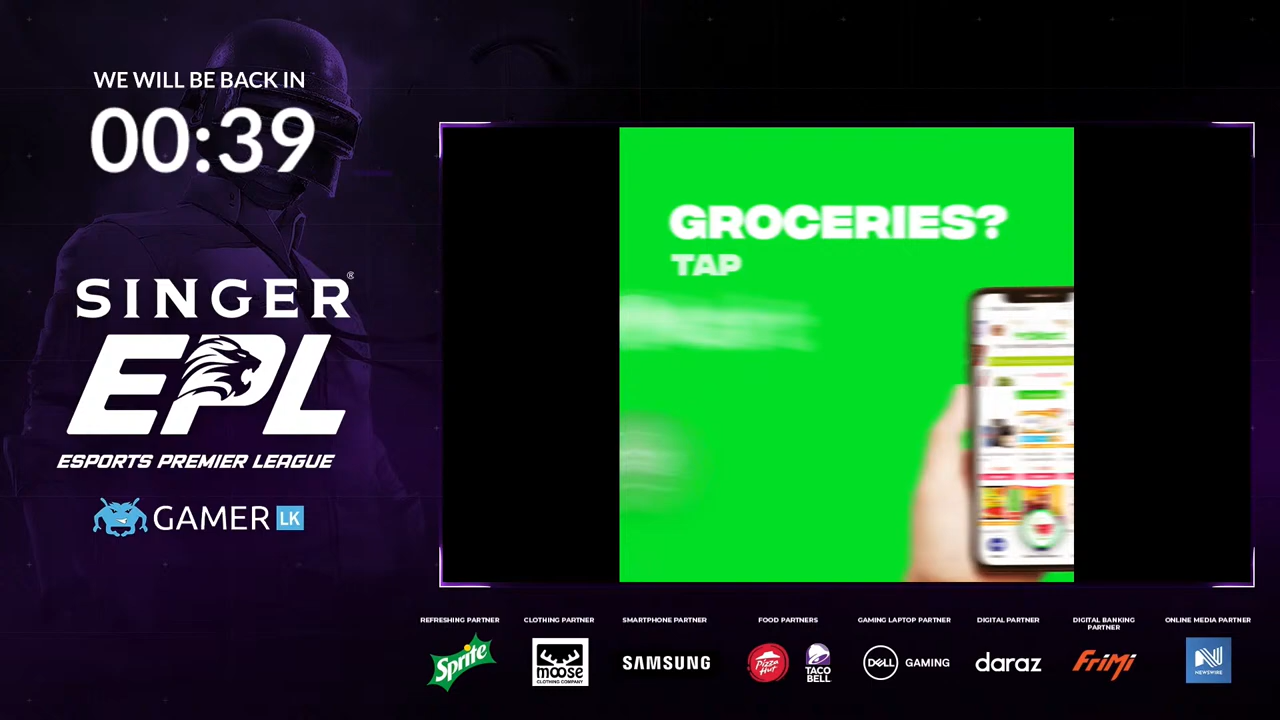 WE WILL BE BACK IN
00:39
SINGER®
EPL
ESPORTS PREMIER LEAGUE
GAMER LK
GROCERIES?
TAP
REFRESHING PARTNER
Sprite
CLOTHING PARTNER
moose
CLOTHING COMPANY
SMARTPHONE PARTNER
SAMSUNG
FOOD PARTNERS
Pizza
Hut
TACO
BELL
GAMING LAPTOP PARTNER
DELL GAMING
DIGITAL PARTNER
daraz
DIGITAL BANKING
PARTNER
FriMi
ONLINE MEDIA PARTNER
NEWSWIRE